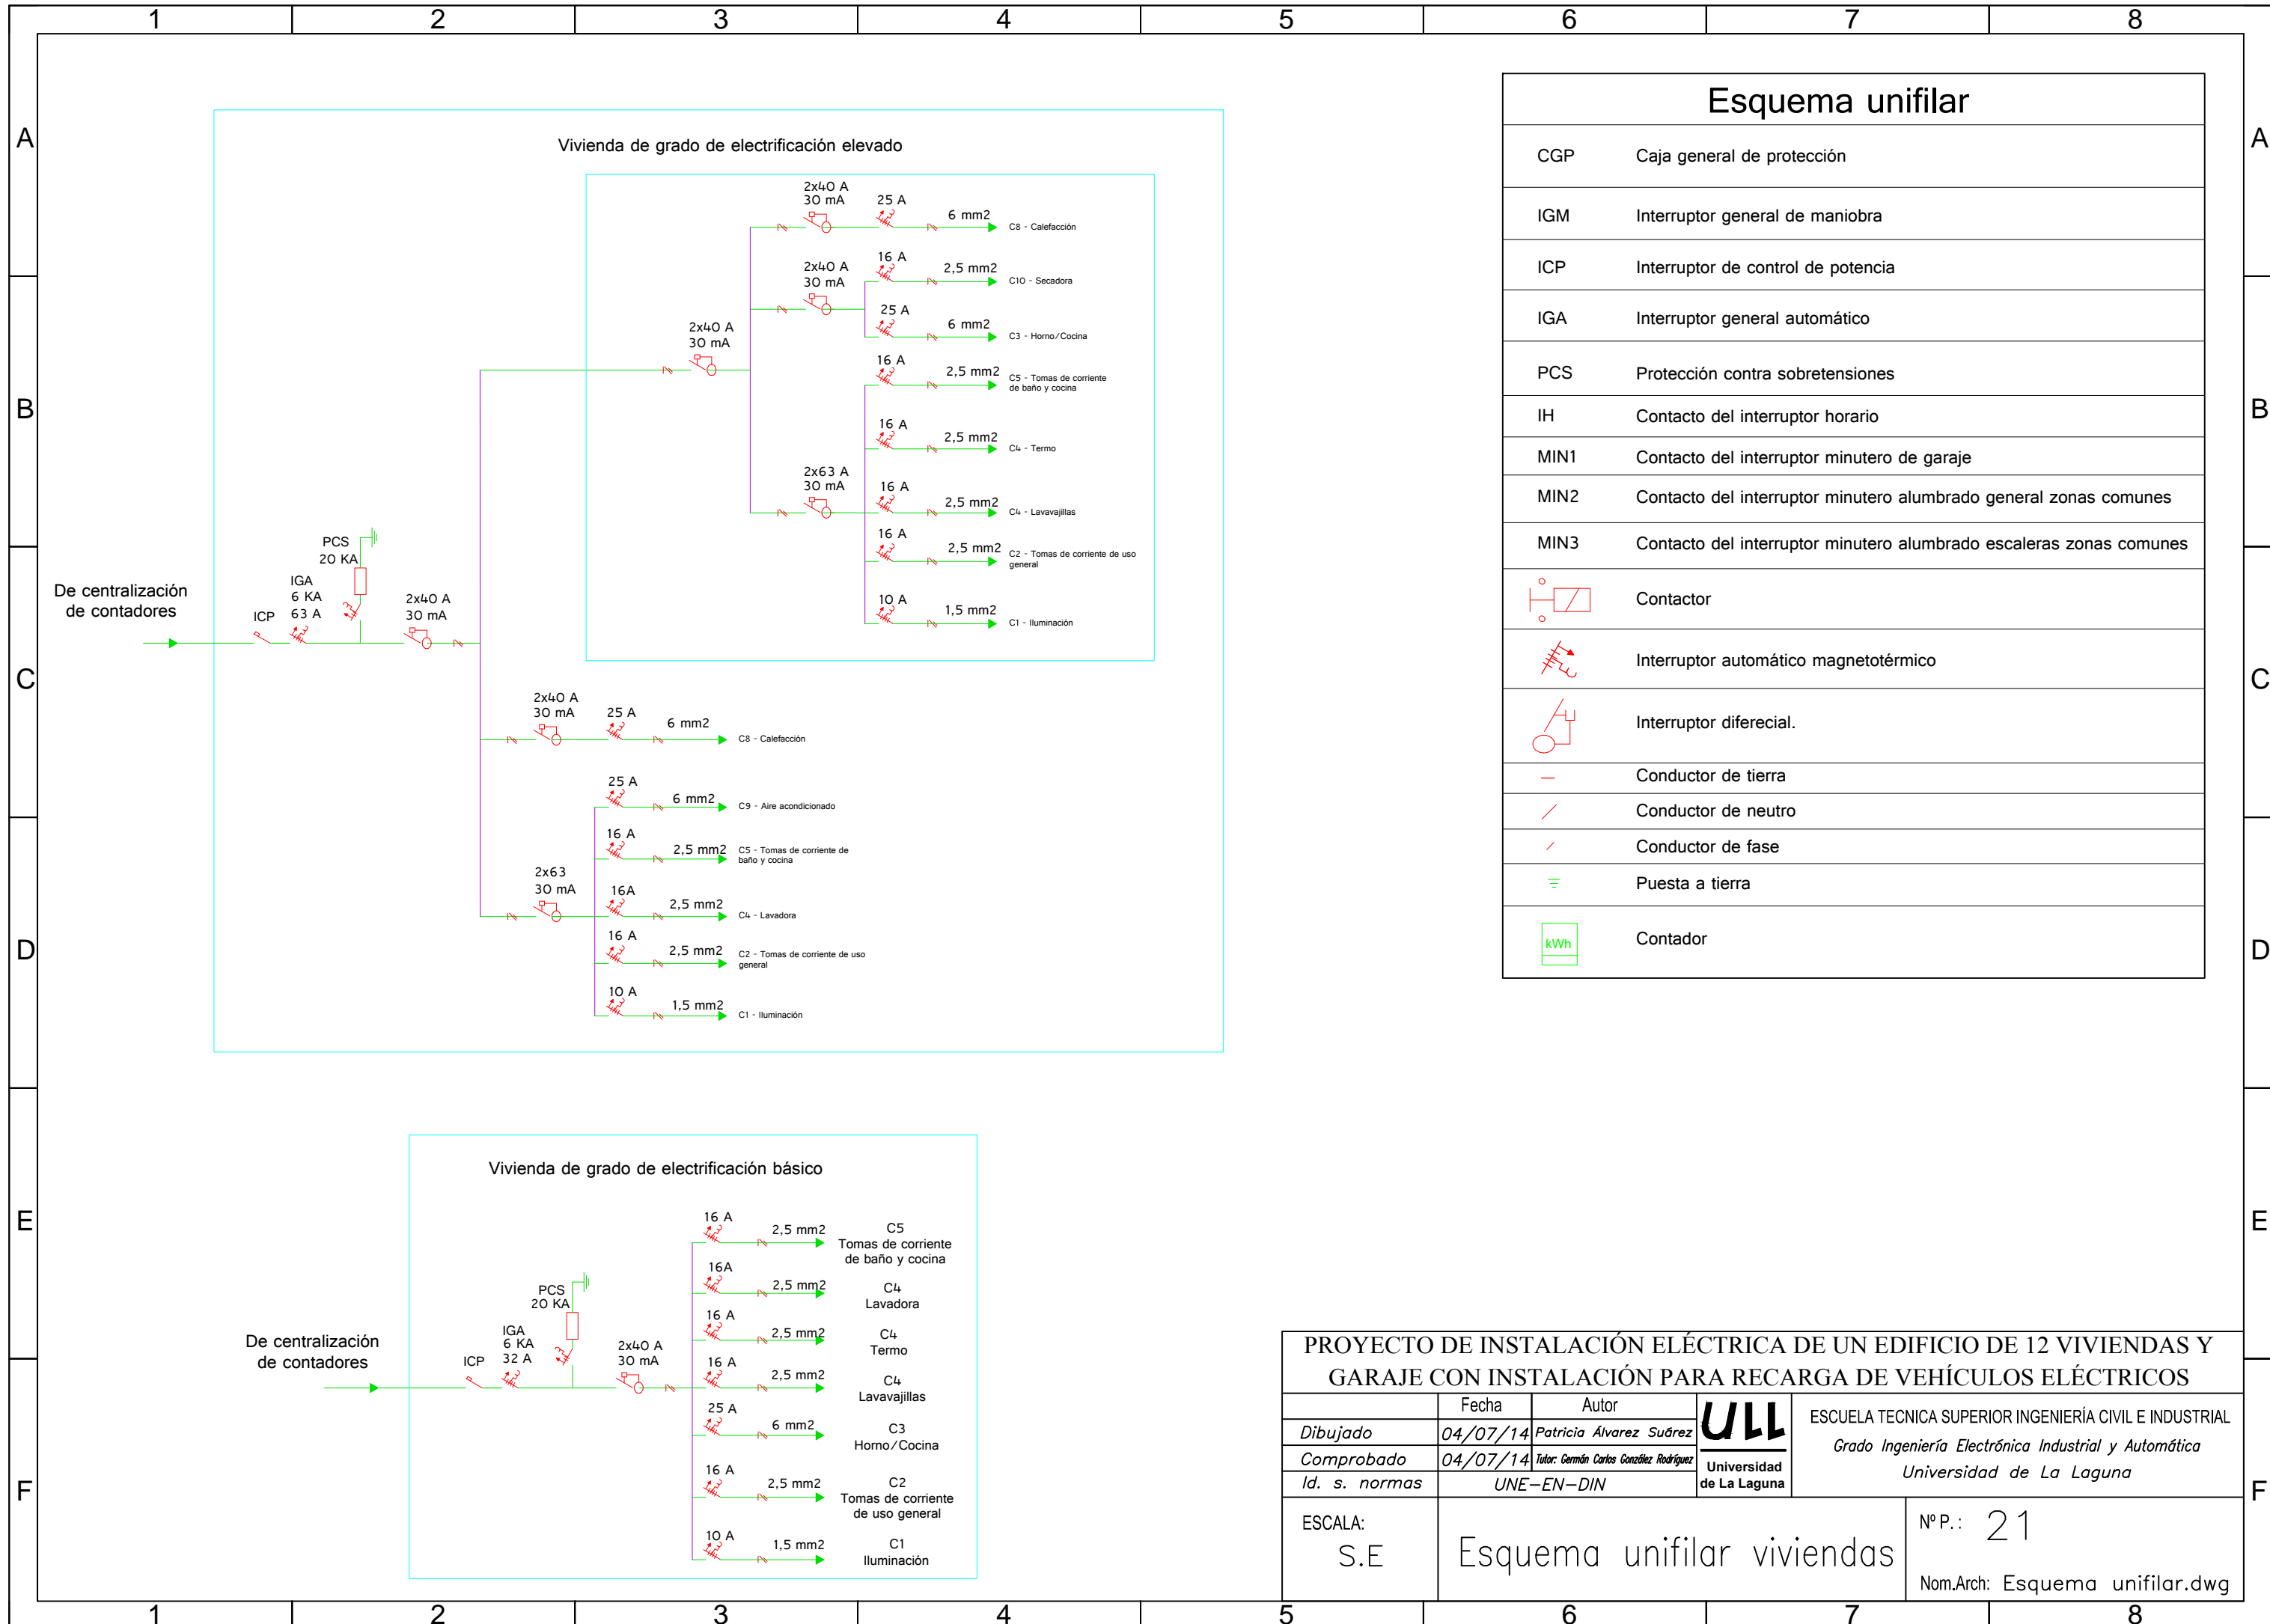 1 2 3 4 5 6 7 8
A
B
C
D
E
F
Vivienda de grado de electrificación elevado
2x40 A
30 mA
25 A
6 mm2
C8 - Calefacción
2x40 A
30 mA
16 A
2,5 mm2
C10 - Secadora
25 A
6 mm2
C3 - Horno/Cocina
2x40 A
30 mA
16 A
2,5 mm2
C5 - Tomas de corriente
de baño y cocina
16 A
2,5 mm2
C4 - Termo
2x63 A
30 mA
16 A
2,5 mm2
C4 - Lavavajillas
16 A
2,5 mm2
C2 - Tomas de corriente de uso
general
10 A
1,5 mm2
C1 - Iluminación
De centralización
de contadores
ICP
IGA
6 KA
63 A
PCS
20 KA
2x40 A
30 mA
2x40 A
30 mA
25 A
6 mm2
C8 - Calefacción
25 A
6 mm2
C9 - Aire acondicionado
16 A
2,5 mm2
C5 - Tomas de corriente de
baño y cocina
2x63
30 mA
16A
2,5 mm2
C4 - Lavadora
16 A
2,5 mm2
C2 - Tomas de corriente de uso
general
10 A
1,5 mm2
C1 - Iluminación
Vivienda de grado de electrificación básico
De centralización
de contadores
ICP
IGA
6 KA
32 A
PCS
20 KA
2x40 A
30 mA
16 A
2,5 mm2
C5
Tomas de corriente
de baño y cocina
16A
2,5 mm2
C4
Lavadora
16 A
2,5 mm2
C4
Termo
16 A
2,5 mm2
C4
Lavavajillas
25 A
6 mm2
C3
Horno/Cocina
16 A
2,5 mm2
C2
Tomas de corriente
de uso general
10 A
1,5 mm2
C1
Iluminación
Esquema unifilar
CGP Caja general de protección
IGM Interruptor general de maniobra
ICP Interruptor de control de potencia
IGA Interruptor general automático
PCS Protección contra sobretensiones
IH Contacto del interruptor horario
MIN1 Contacto del interruptor minutero de garaje
MIN2 Contacto del interruptor minutero alumbrado general zonas comunes
MIN3 Contacto del interruptor minutero alumbrado escaleras zonas comunes
Contactor
Interruptor automático magnetotérmico
Interruptor diferecial.
Conductor de tierra
Conductor de neutro
Conductor de fase
Puesta a tierra
kWh Contador
PROYECTO DE INSTALACIÓN ELÉCTRICA DE UN EDIFICIO DE 12 VIVIENDAS Y
GARAJE CON INSTALACIÓN PARA RECARGA DE VEHÍCULOS ELÉCTRICOS
Fecha Autor
Dibujado 04/07/14 Patricia Álvarez Suárez
Comprobado 04/07/14 Tutor: Germán Carlos González Rodríguez
Id. s. normas UNE-EN-DIN
ULL
Universidad
de La Laguna
ESCUELA TECNICA SUPERIOR INGENIERÍA CIVIL E INDUSTRIAL
Grado Ingeniería Electrónica Industrial y Automática
Universidad de La Laguna
ESCALA:
S.E
Esquema unifilar viviendas
Nº P. : 21
Nom.Arch: Esquema unifilar.dwg
A
B
C
D
E
F
1 2 3 4 5 6 7 8